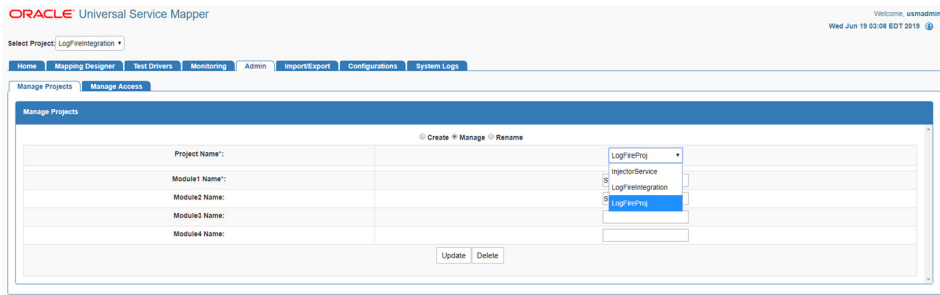 ORACLE® Universal Service Mapper
Welcome, usmadmin
Wed Jun 19 03:08 EDT 2019
Select Project: LogFireIntegration
Home Mapping Designer Test Drivers Monitoring Admin Import/Export Configurations System Logs
Manage Projects Manage Access
Manage Projects
Create Manage Rename
Project Name*: LogFireProj
InjectorService
Module1 Name*: S LogFireIntegration
Module2 Name: S LogFireProj
Module3 Name:
Module4 Name:
Update Delete